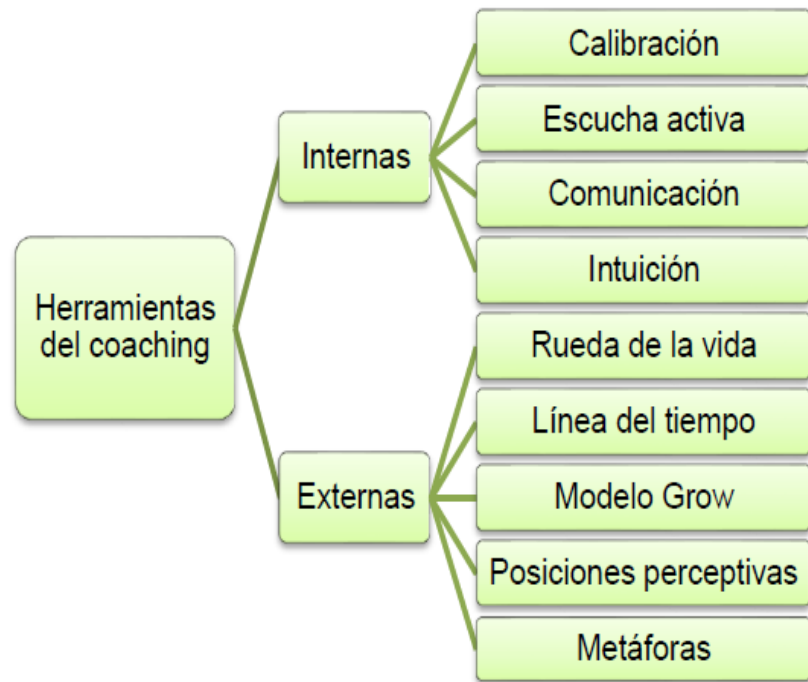 Herramientas
del coaching
Internas
Calibración
Escucha activa
Comunicación
Intuición
Externas
Rueda de la vida
Línea del tiempo
Modelo Grow
Posiciones perceptivas
Metáforas